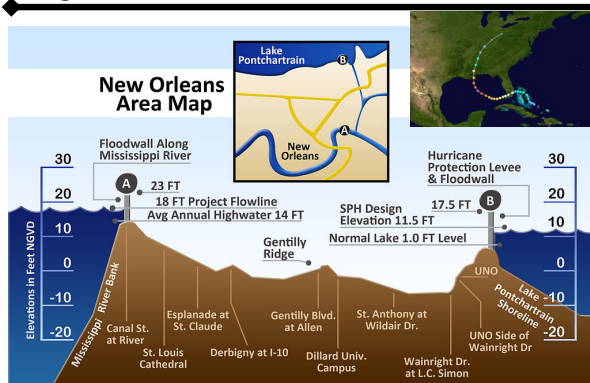 Lake
Pontchartrain
B
New Orleans
Area Map
A
New
Orleans
Floodwall Along
Mississippi River
Hurricane
Protection Levee
& Floodwall
30
20
10
0
-10
-20
Elevations in Feet NGVD
A
23 FT
18 FT Project Flowline
Avg Annual Highwater 14 FT
SPH Design
Elevation 11.5 FT
17.5 FT
B
Normal Lake 1.0 FT Level
30
20
10
0
-10
-20
Gentilly
Ridge
UNO
Mississippi River Bank
Lake
Pontchartrain
Shoreline
Canal St.
at River
St. Louis
Cathedral
Esplanade at
St. Claude
Derbigny at I-10
Gentilly Blvd.
at Allen
Dillard Univ.
Campus
St. Anthony at
Wildair Dr.
Wainright Dr.
at L.C. Simon
UNO Side of
Wainright Dr